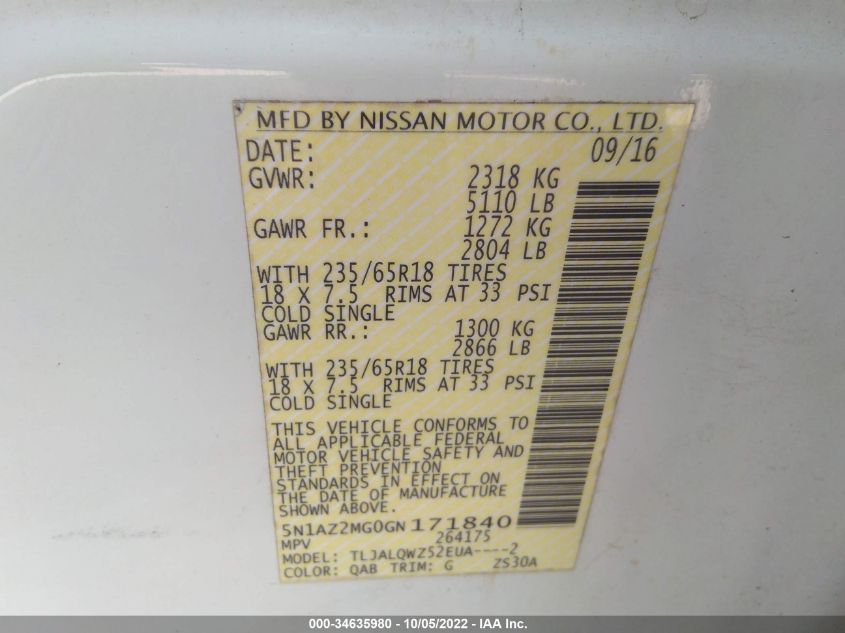 MFD BY NISSAN MOTOR CO., LTD.
DATE: 09/16
GVWR: 2318 KG
5110 LB
GAWR FR.: 1272 KG
2804 LB
WITH 235/65R18 TIRES
18 X 7.5 RIMS AT 33 PSI
COLD SINGLE
GAWR RR.: 1300 KG
2866 LB
WITH 235/65R18 TIRES
18 X 7.5 RIMS AT 33 PSI
COLD SINGLE
THIS VEHICLE CONFORMS TO
ALL APPLICABLE FEDERAL
MOTOR VEHICLE SAFETY AND
THEFT PREVENTION
STANDARDS IN EFFECT ON
THE DATE OF MANUFACTURE
SHOWN ABOVE.
5N1AZ2MG0GN171840
MPV 264175
MODEL: TLJALQWZ52EUA----2
COLOR: QAB TRIM: G ZS30A
000-34635980 - 10/05/2022 - IAA Inc.